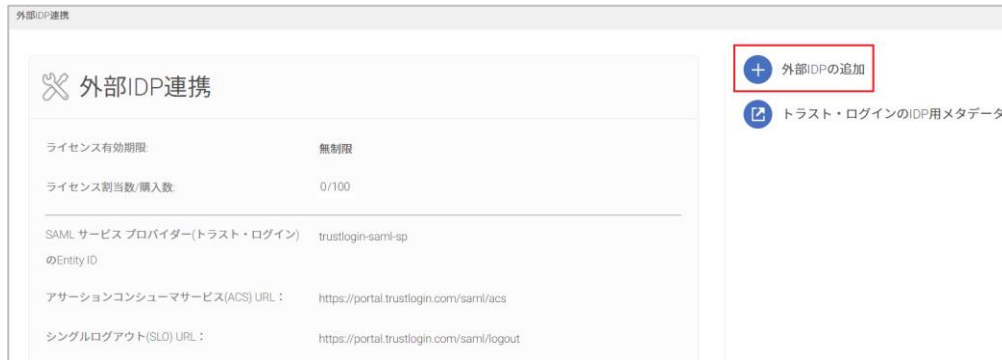 外部IDP連携
外部IDP連携
ライセンス有効期限:
無制限
ライセンス割当数/購入数:
0/100
SAML サービス プロバイダー(トラスト・ログイン)
のEntity ID
trustlogin-saml-sp
アサーションコンシューマサービス(ACS) URL：
https://portal.trustlogin.com/saml/acs
シングルログアウト(SLO) URL：
https://portal.trustlogin.com/saml/logout
外部IDPの追加
トラスト・ログインのIDP用メタデータ